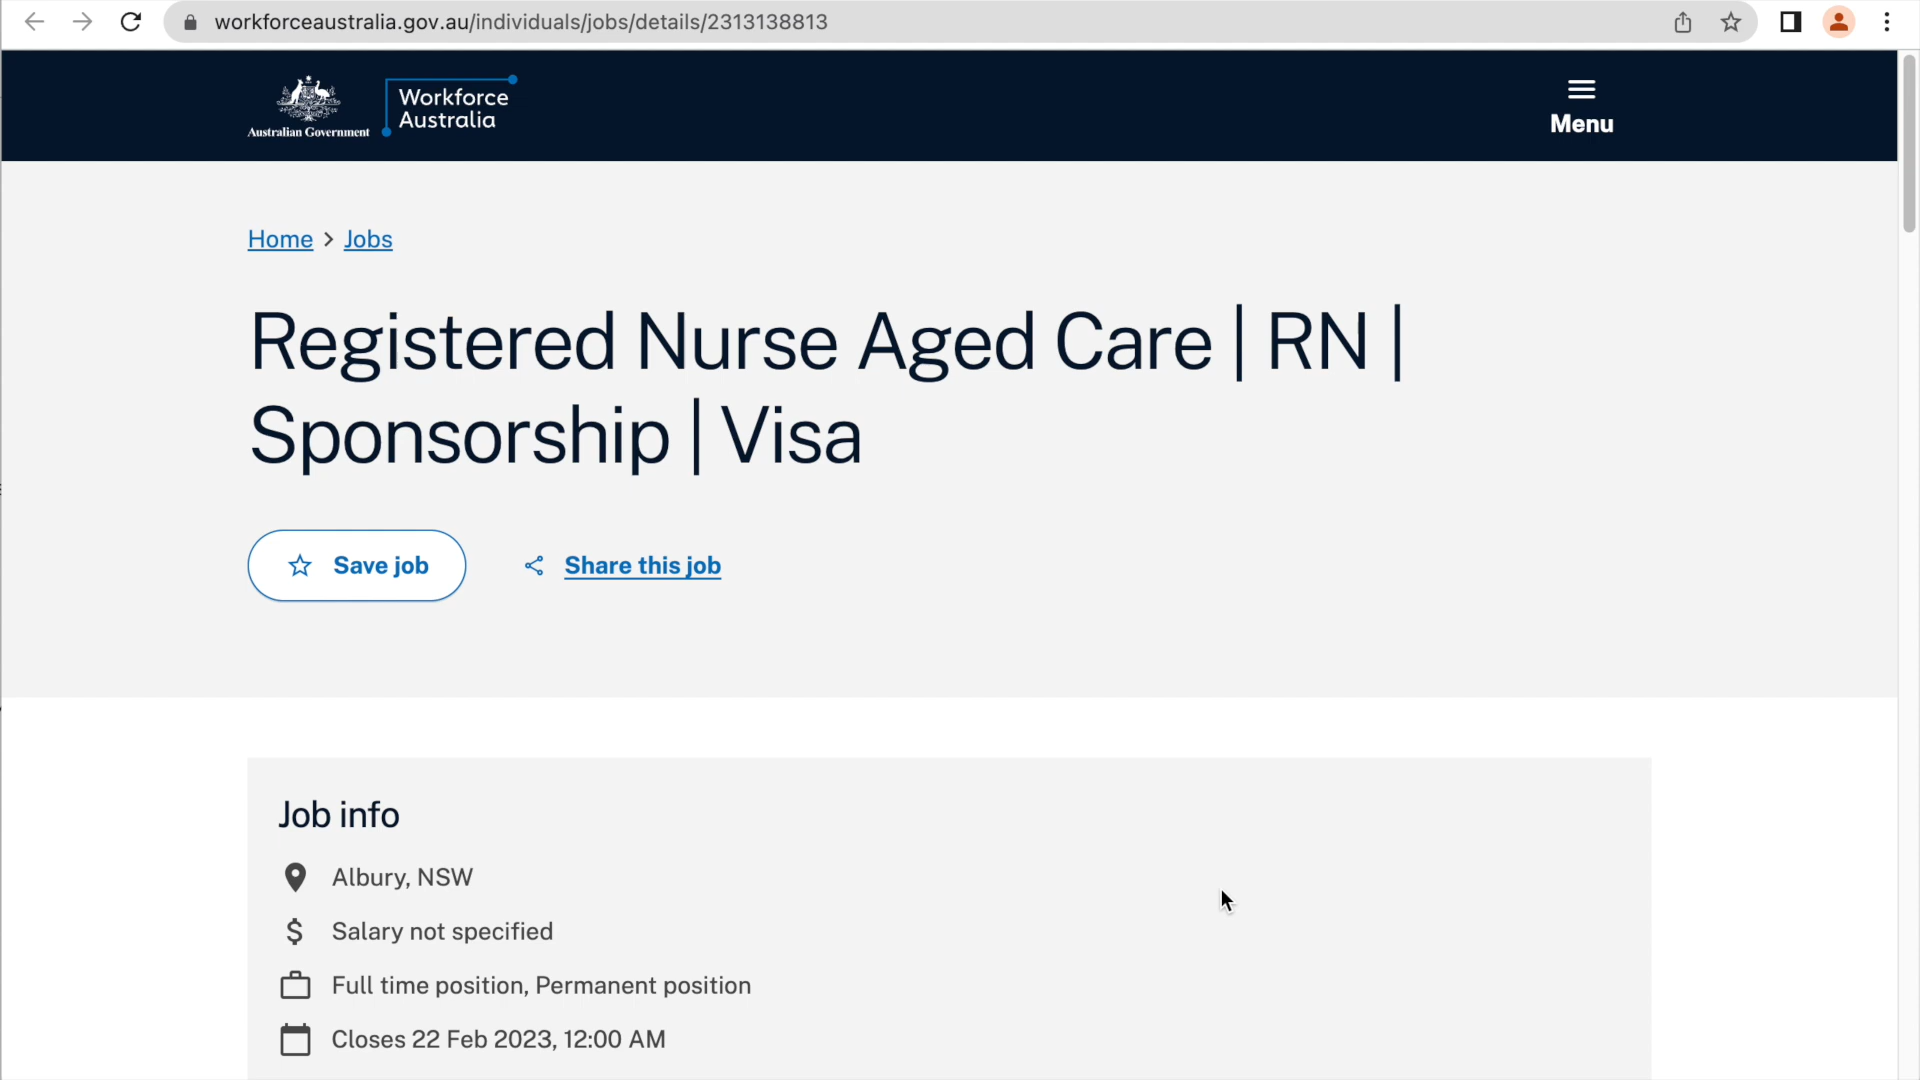 workforceaustralia.gov.au/individuals/jobs/details/2313138813
Australian Government
Workforce
Australia
Menu
Home > Jobs
Registered Nurse Aged Care | RN |
Sponsorship | Visa
Save job
Share this job
Job info
Albury, NSW
Salary not specified
Full time position, Permanent position
Closes 22 Feb 2023, 12:00 AM